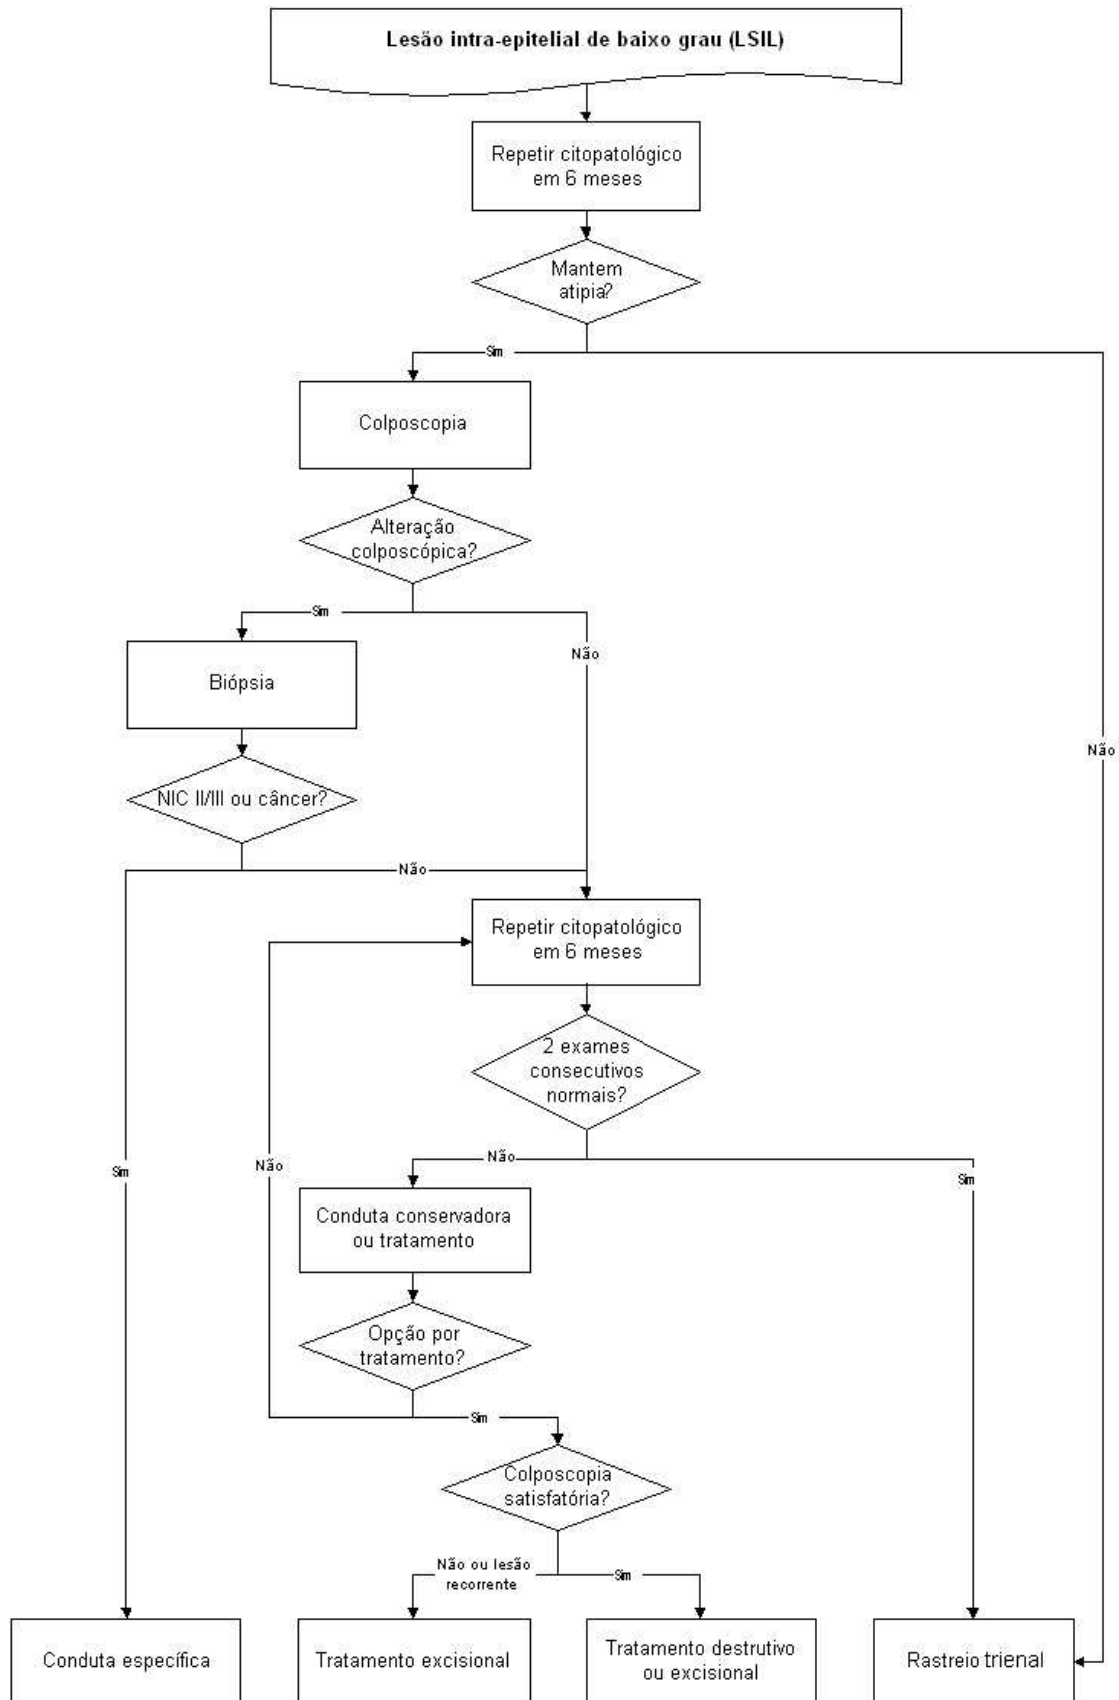 Lesão intra-epitelial de baixo grau (LSIL)
Repetir citopatológico
em 6 meses
Mantem
atipia?
Sim
Colposcopia
Alteração
colposcópica?
Sim
Não
Biópsia
Não
NIC II/III ou câncer?
Não
Repetir citopatológico
em 6 meses
2 exames
consecutivos
normais?
Não
Sim
Não
Sim
Conduta conservadora
ou tratamento
Opção por
tratamento?
Sim
Colposcopia
satisfatória?
Não ou lesão
recorrente
Sim
Conduta específica
Tratamento excisional
Tratamento destrutivo
ou excisional
Rastreio trienal